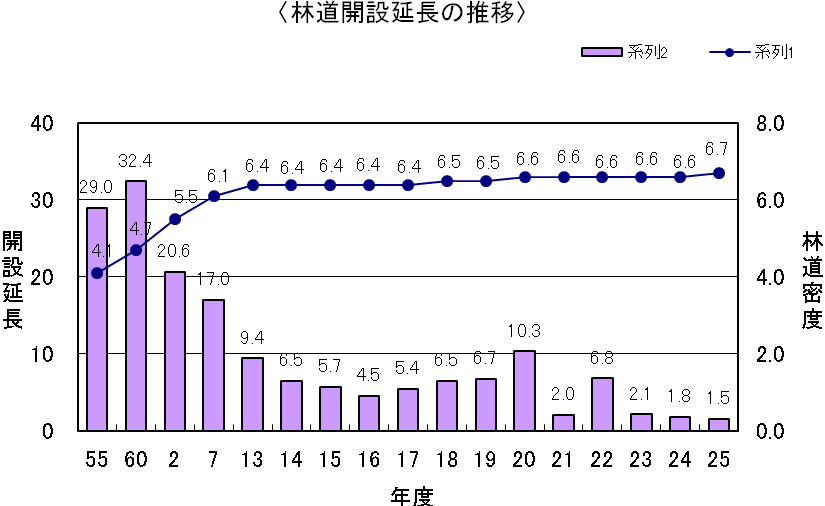 〈林道開設延長の推移〉
系列2 系列1
40 8.0
30 6.0
20 4.0
10 2.0
0 0.0
開設延長
林道密度
29.0 32.4 20.6 17.0 9.4 6.5 5.7 4.5 5.4 6.5 6.7 10.3 2.0 6.8 2.1 1.8 1.5
4.1 4.7 5.5 6.1 6.4 6.4 6.4 6.4 6.4 6.5 6.5 6.6 6.6 6.6 6.6 6.6 6.7
55 60 2 7 13 14 15 16 17 18 19 20 21 22 23 24 25
年度